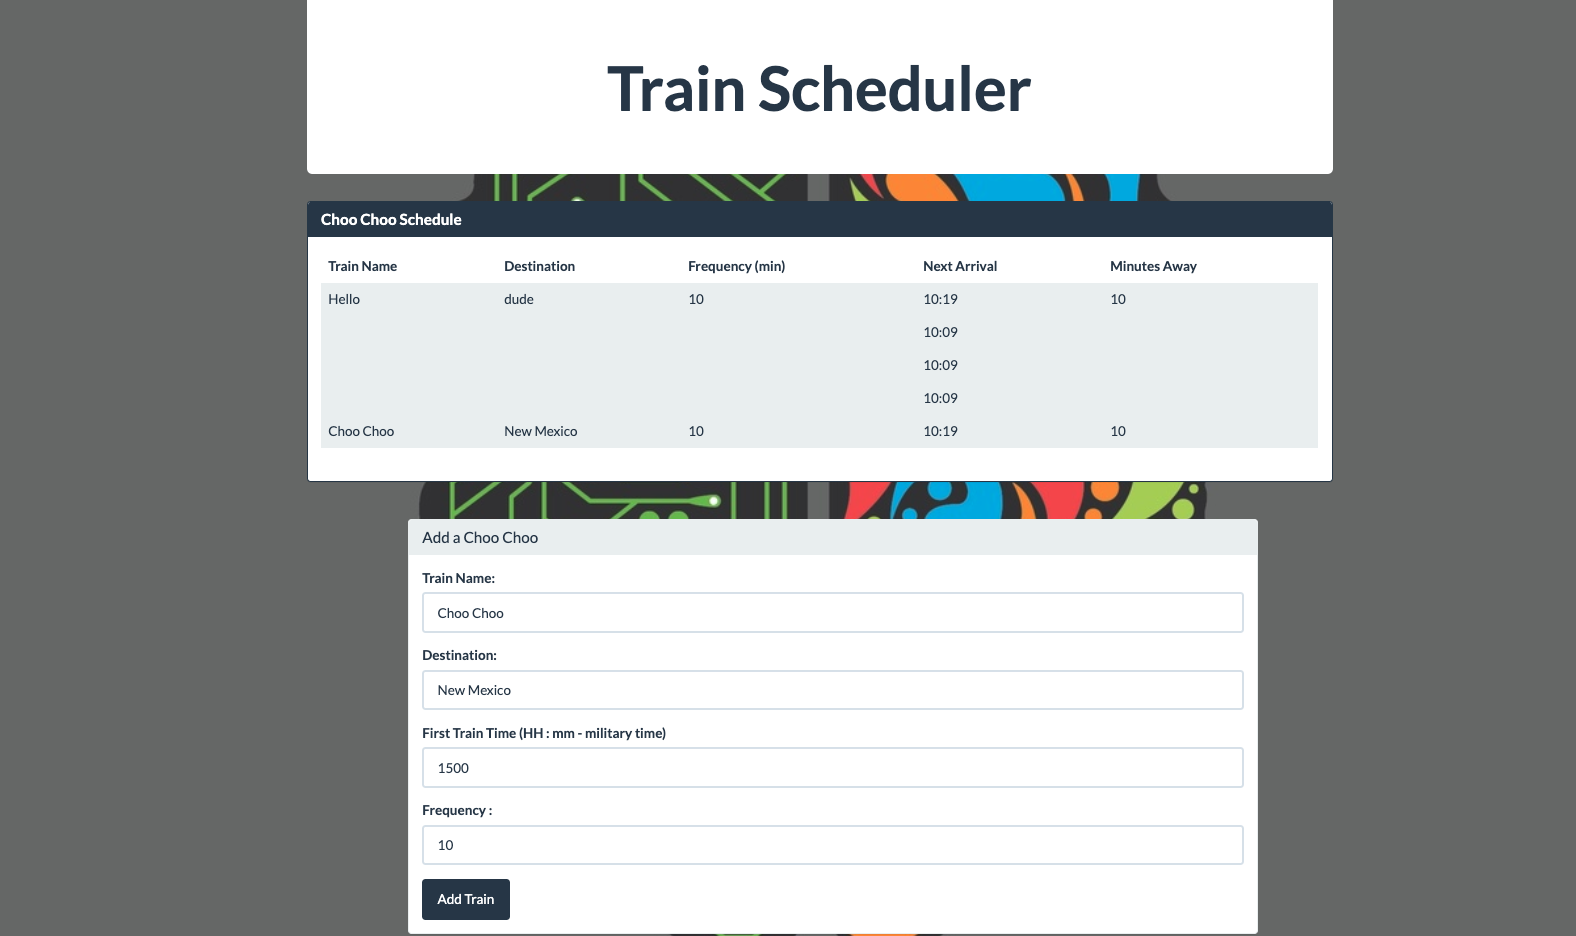 Train Scheduler
Choo Choo Schedule
Train Name Destination Frequency (min) Next Arrival Minutes Away
Hello dude 10 10:19 10
10:09
10:09
10:09
Choo Choo New Mexico 10 10:19 10
Add a Choo Choo
Train Name:
Choo Choo
Destination:
New Mexico
First Train Time (HH : mm - military time)
1500
Frequency :
10
Add Train